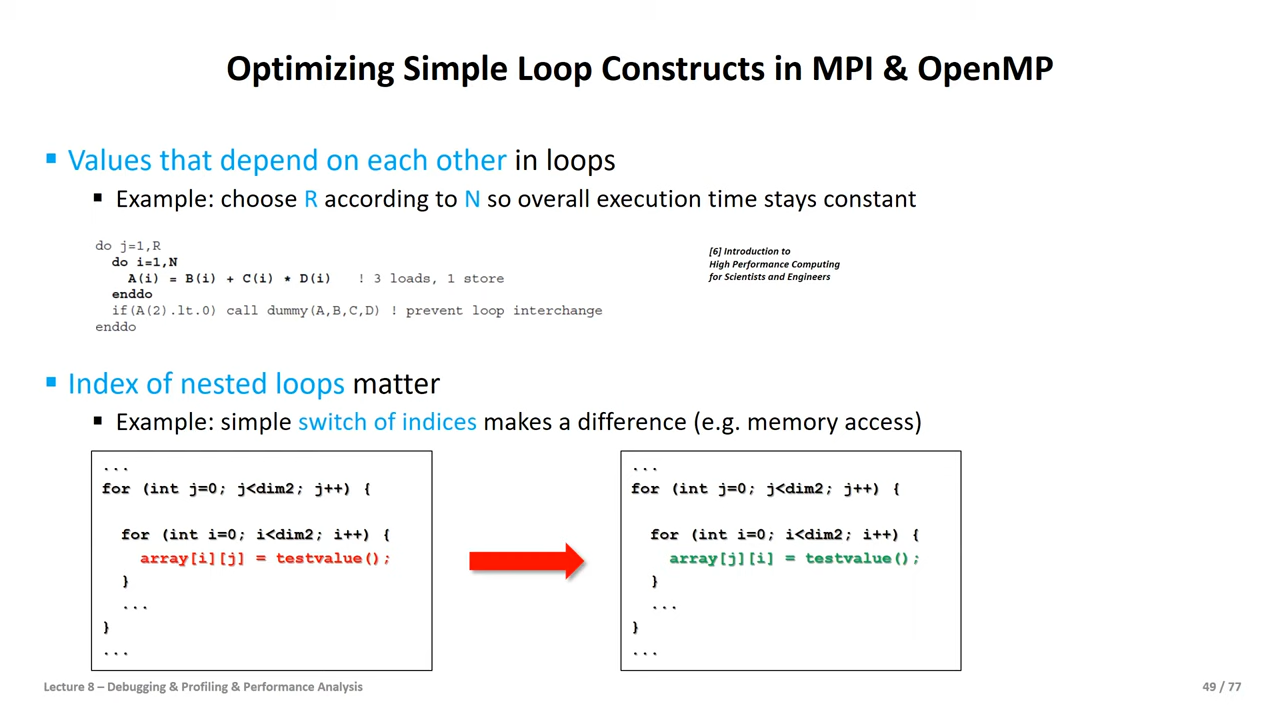 Optimizing Simple Loop Constructs in MPI & OpenMP
▪ Values that depend on each other in loops
▪ Example: choose R according to N so overall execution time stays constant
do j=1,R
do i=1,N
A(i) = B(i) + C(i) * D(i) ! 3 loads, 1 store
enddo
if(A(2).lt.0) call dummy(A,B,C,D) ! prevent loop interchange
enddo
[6] Introduction to
High Performance Computing
for Scientists and Engineers
▪ Index of nested loops matter
▪ Example: simple switch of indices makes a difference (e.g. memory access)
...
for (int j=0; j<dim2; j++) {
for (int i=0; i<dim2; i++) {
array[i][j] = testvalue();
}
...
}
...
...
for (int j=0; j<dim2; j++) {
for (int i=0; i<dim2; i++) {
array[j][i] = testvalue();
}
...
}
...
Lecture 8 – Debugging & Profiling & Performance Analysis
49 / 77